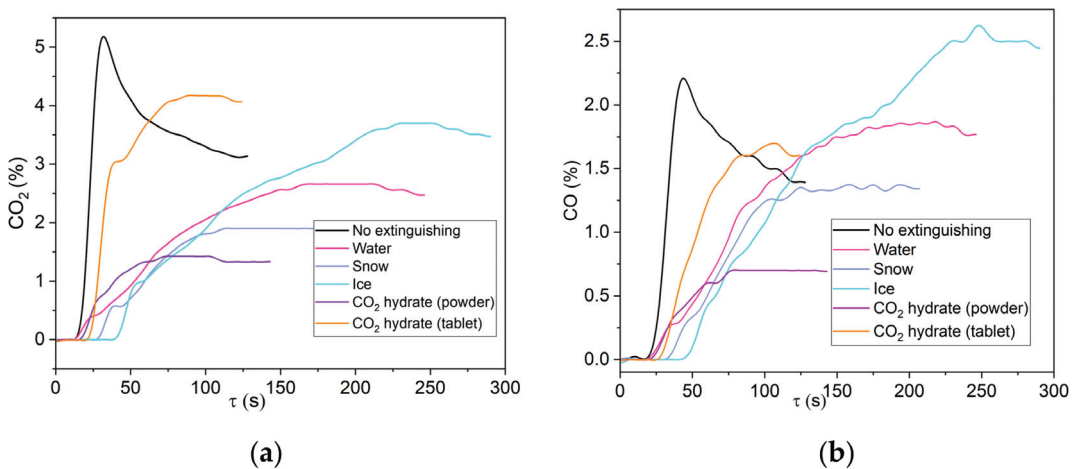 (a)
CO₂ (%)
5
4
3
2
1
0
0 50 100 150 200 250 300
τ (s)
No extinguishing
Water
Snow
Ice
CO₂ hydrate (powder)
CO₂ hydrate (tablet)
(b)
CO (%)
2.5
2.0
1.5
1.0
0.5
0.0
0 50 100 150 200 250 300
τ (s)
No extinguishing
Water
Snow
Ice
CO₂ hydrate (powder)
CO₂ hydrate (tablet)